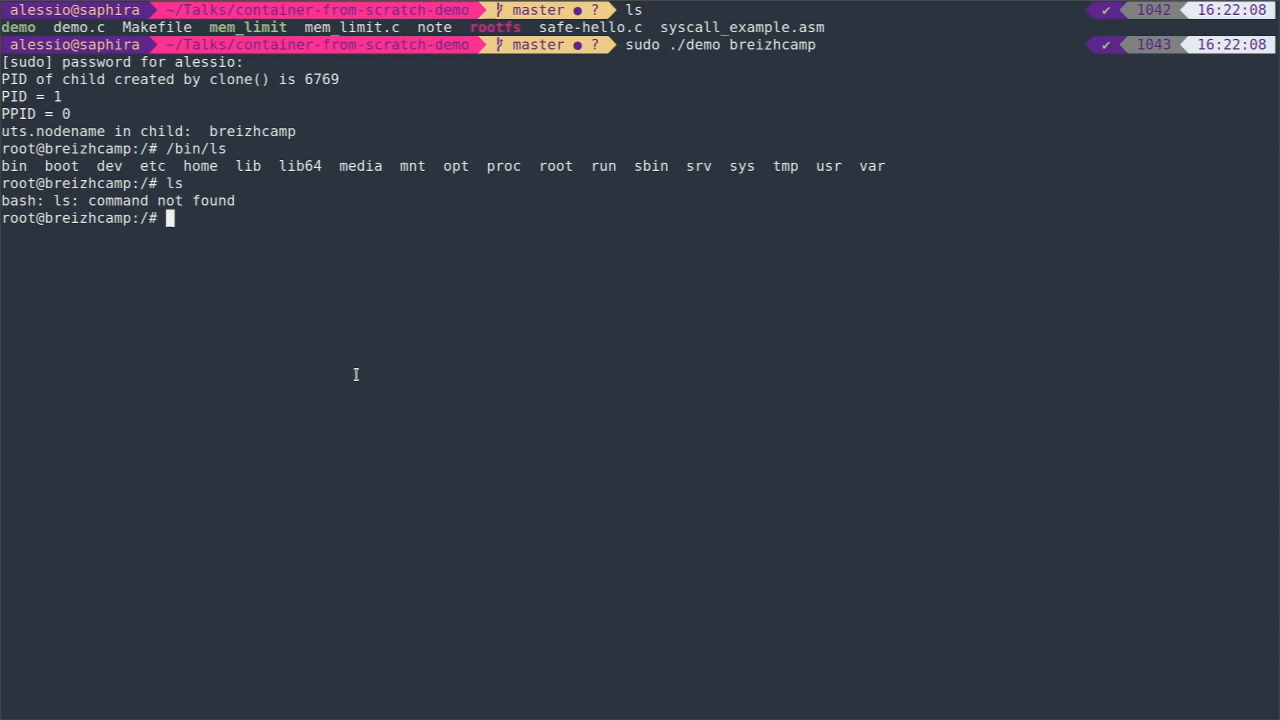 alessio@saphira ~/Talks/container-from-scratch-demo master ● ? ls ✔ 1042 16:22:08
demo demo.c Makefile mem_limit mem_limit.c note rootfs safe-hello.c syscall_example.asm
alessio@saphira ~/Talks/container-from-scratch-demo master ● ? sudo ./demo breizhcamp ✔ 1043 16:22:08
[sudo] password for alessio:
PID of child created by clone() is 6769
PID = 1
PPID = 0
uts.nodename in child:  breizhcamp
root@breizhcamp:/# /bin/ls
bin boot dev etc home lib lib64 media mnt opt proc root run sbin srv sys tmp usr var
root@breizhcamp:/# ls
bash: ls: command not found
root@breizhcamp:/#